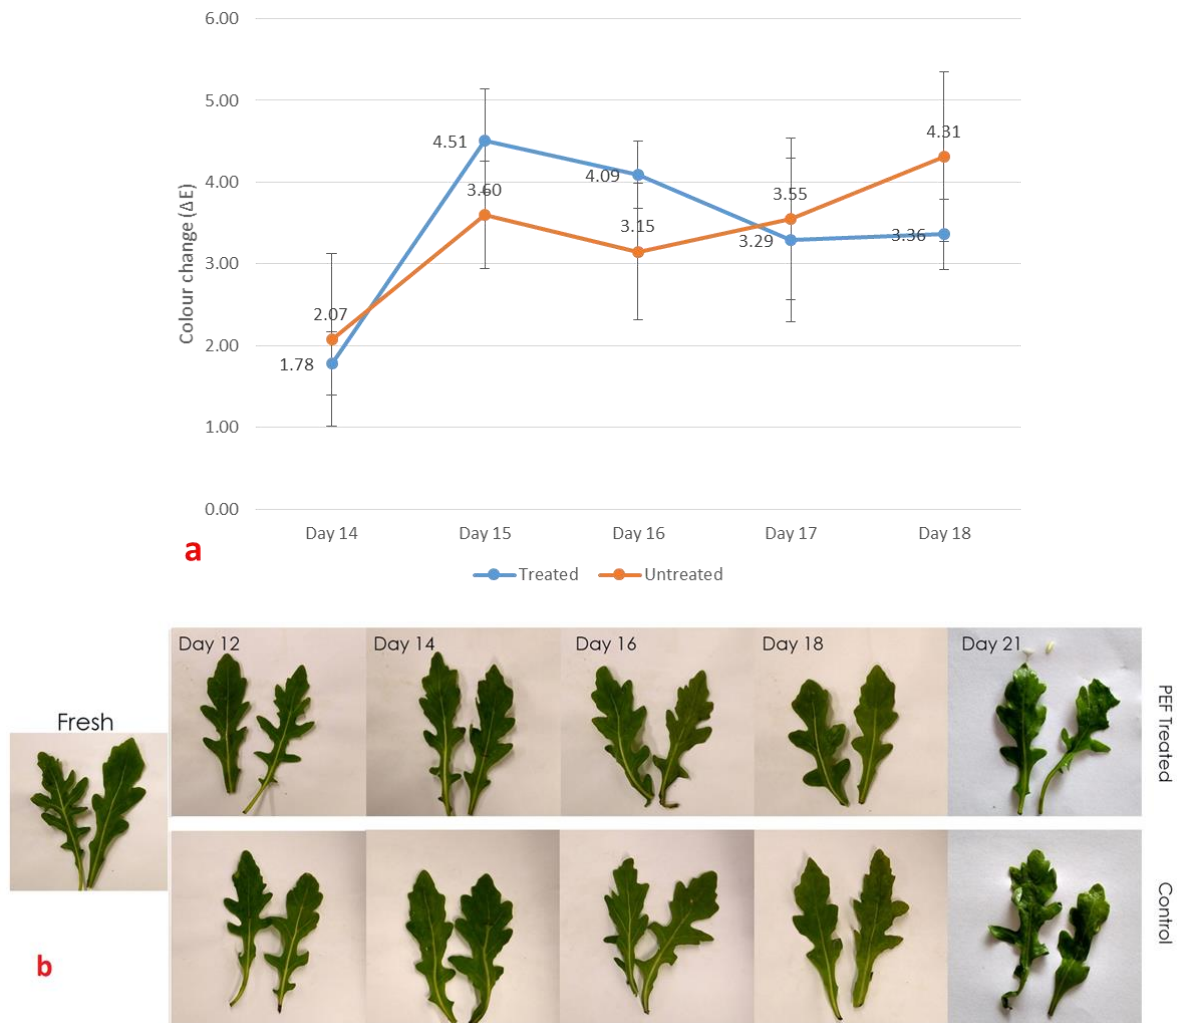 6.00
5.00
4.00
3.00
2.00
1.00
0.00
Colour change (ΔE)
4.51
4.09
3.29
3.36
1.78
2.07
3.60
3.15
3.55
4.31
Day 14
Day 15
Day 16
Day 17
Day 18
a
Treated
Untreated
Day 12
Day 14
Day 16
Day 18
Day 21
PEF Treated
Fresh
Control
b